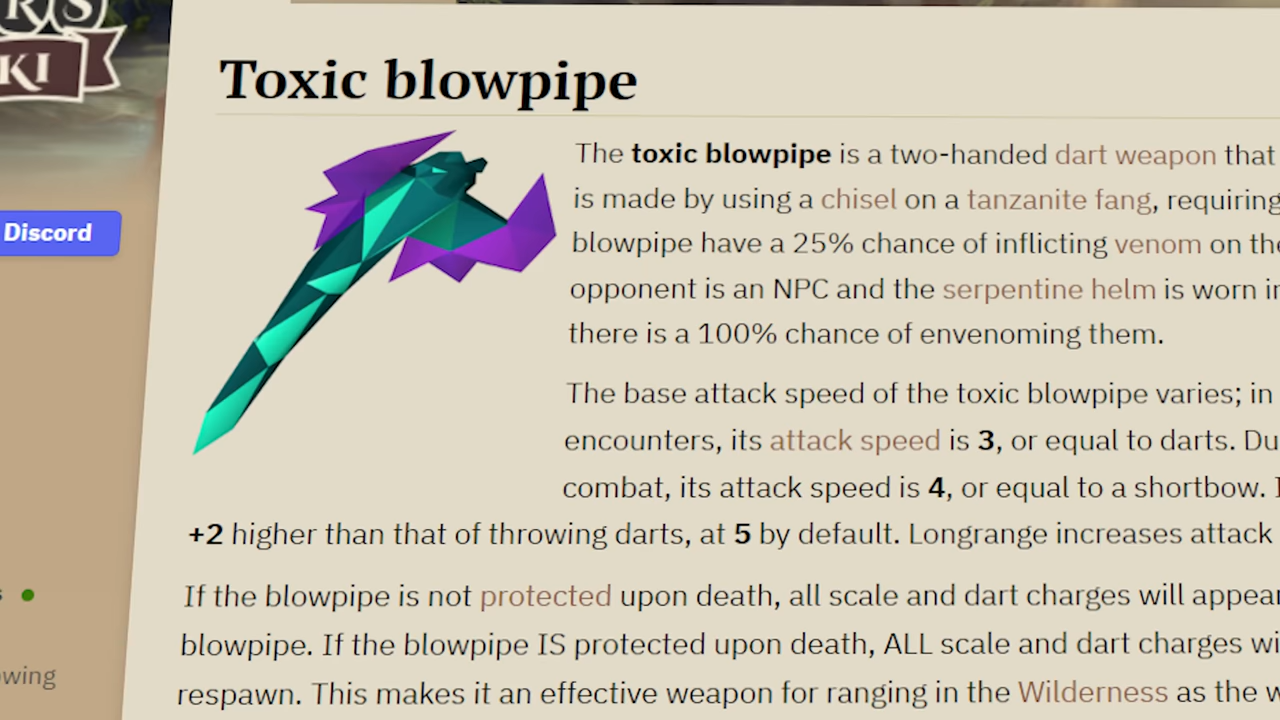 RS
KI
Toxic blowpipe
The toxic blowpipe is a two-handed dart weapon that
is made by using a chisel on a tanzanite fang, requiring
Discord
blowpipe have a 25% chance of inflicting venom on the
opponent is an NPC and the serpentine helm is worn in
there is a 100% chance of envenoming them.
The base attack speed of the toxic blowpipe varies; in
encounters, its attack speed is 3, or equal to darts. Du
combat, its attack speed is 4, or equal to a shortbow. I
+2 higher than that of throwing darts, at 5 by default. Longrange increases attack
If the blowpipe is not protected upon death, all scale and dart charges will appear
blowpipe. If the blowpipe IS protected upon death, ALL scale and dart charges wi
owing
respawn. This makes it an effective weapon for ranging in the Wilderness as the w